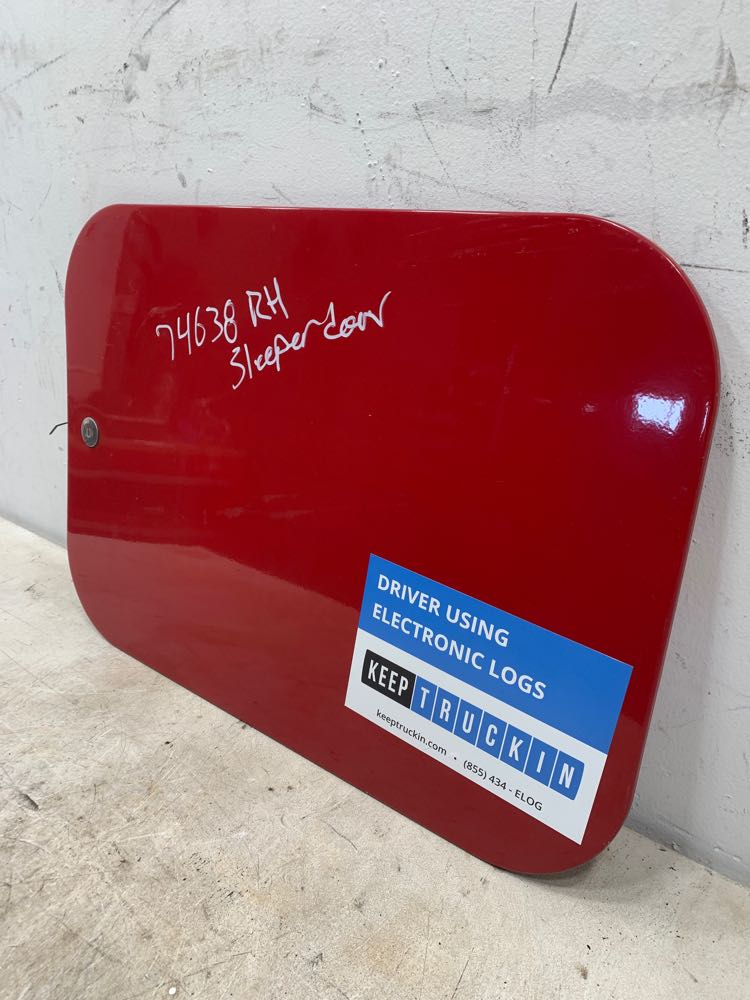 74638 RH
Sleeper door
DRIVER USING
ELECTRONIC LOGS
KEEP TRUCKIN
keeptruckin.com • (855) 434 - ELOG